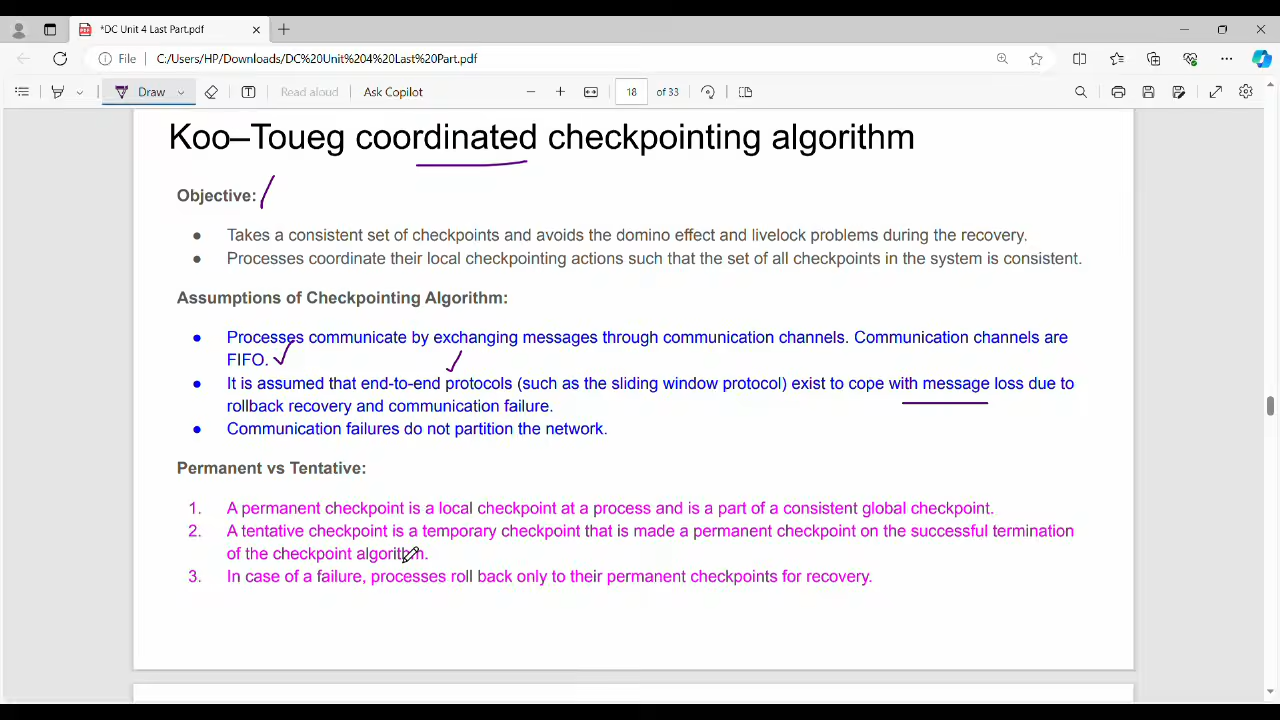 *DC Unit 4 Last Part.pdf
File C:/Users/HP/Downloads/DC%20Unit%204%20Last%20Part.pdf
Draw Read aloud Ask Copilot 18 of 33
Koo–Toueg coordinated checkpointing algorithm
Objective:
● Takes a consistent set of checkpoints and avoids the domino effect and livelock problems during the recovery.
● Processes coordinate their local checkpointing actions such that the set of all checkpoints in the system is consistent.
Assumptions of Checkpointing Algorithm:
● Processes communicate by exchanging messages through communication channels. Communication channels are
FIFO.
● It is assumed that end-to-end protocols (such as the sliding window protocol) exist to cope with message loss due to
rollback recovery and communication failure.
● Communication failures do not partition the network.
Permanent vs Tentative:
1. A permanent checkpoint is a local checkpoint at a process and is a part of a consistent global checkpoint.
2. A tentative checkpoint is a temporary checkpoint that is made a permanent checkpoint on the successful termination
of the checkpoint algorithm.
3. In case of a failure, processes roll back only to their permanent checkpoints for recovery.